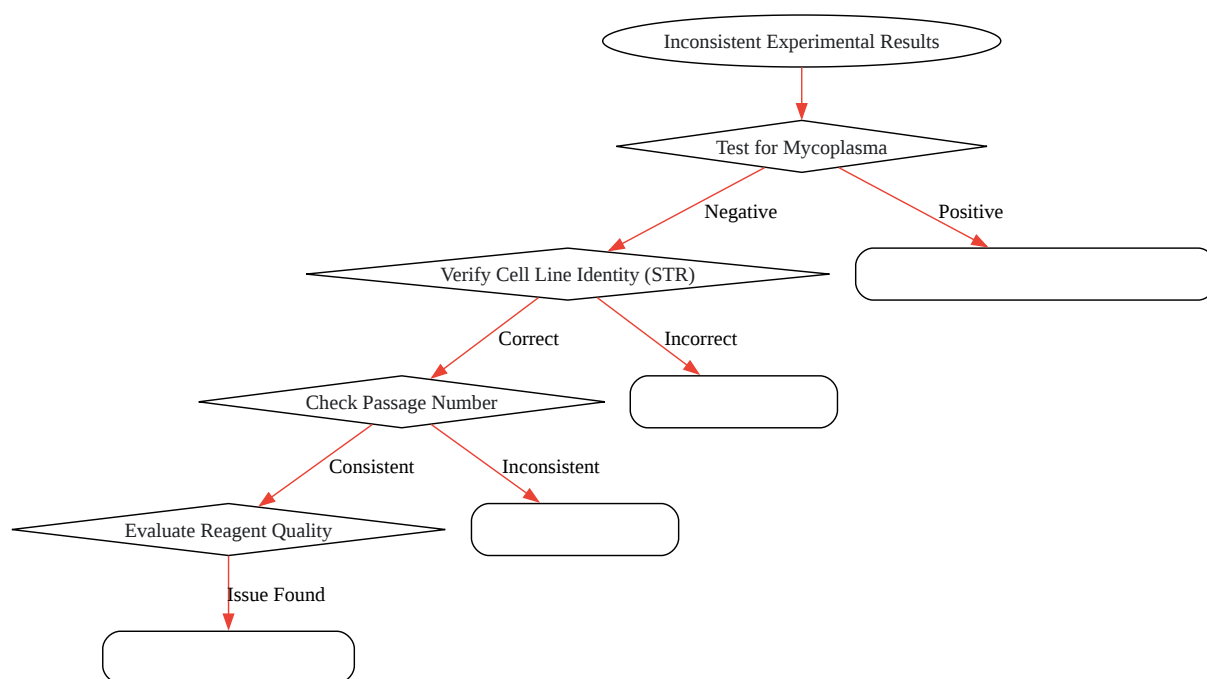 Inconsistent Experimental Results
Test for Mycoplasma
Negative
Positive
Verify Cell Line Identity (STR)
Correct
Incorrect
Check Passage Number
Consistent
Inconsistent
Evaluate Reagent Quality
Issue Found